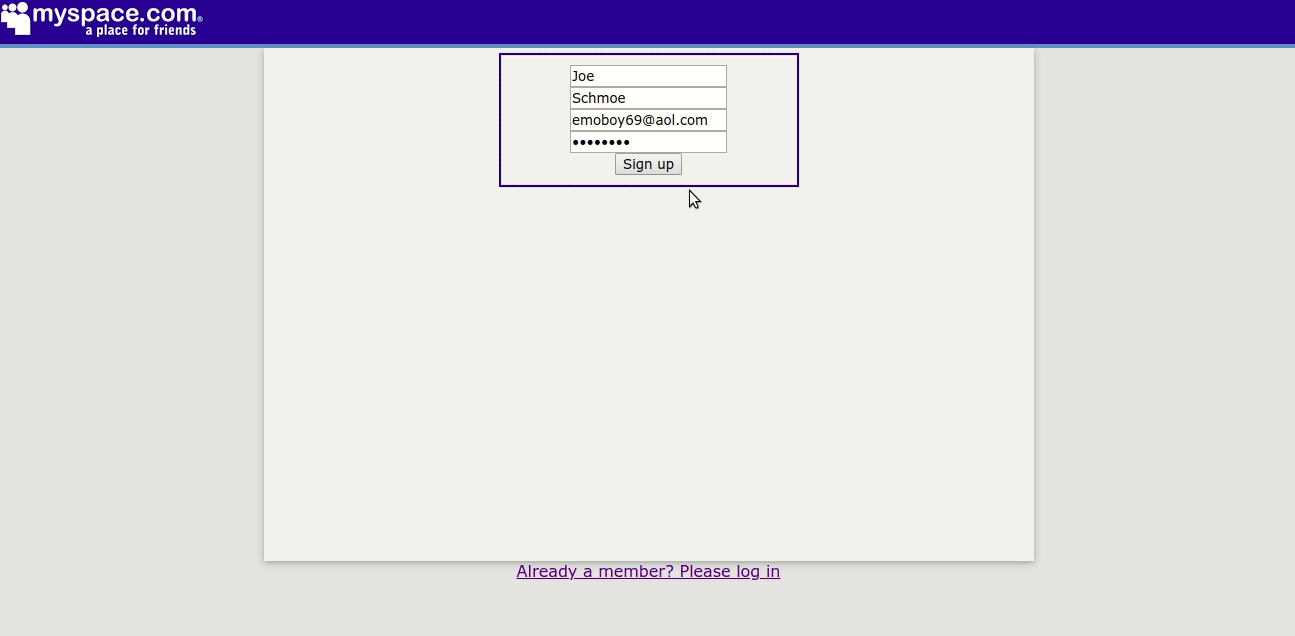 myspace.com®
a place for friends
Joe
Schmoe
emoboy69@aol.com
••••••••
Sign up
Already a member? Please log in